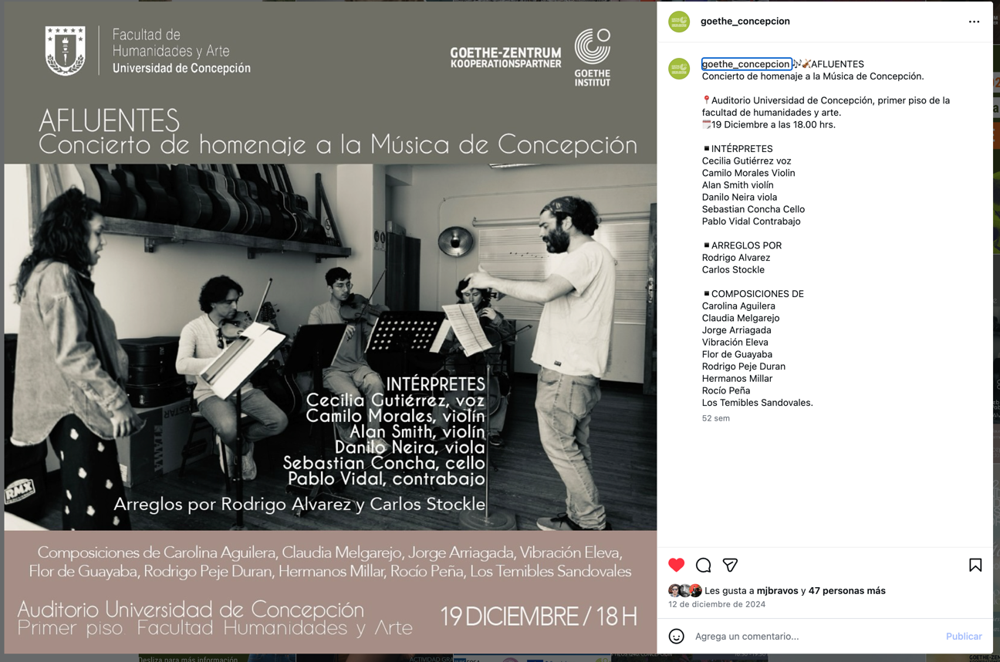 Facultad de
Humanidades y Arte
Universidad de Concepción
GOETHE-ZENTRUM
KOOPERATIONSPARTNER
GOETHE
INSTITUT
AFLUENTES
Concierto de homenaje a la Música de Concepción
RMX
INTÉRPRETES
Cecilia Gutiérrez, voz
Camilo Morales, violín
Alan Smith, violín
Danilo Neira, viola
Sebastian Concha, cello
Pablo Vidal, contrabajo
Arreglos por Rodrigo Alvarez y Carlos Stockle
Composiciones de Carolina Aguilera, Claudia Melgarejo, Jorge Arriagada, Vibración Eleva,
Flor de Guayaba, Rodrigo Peje Duran, Hermanos Millar, Rocío Peña, Los Temibles Sandovales
Auditorio Universidad de Concepción
Primer piso Facultad Humanidades y Arte
19 DICIEMBRE / 18 H
goethe_concepcion
goethe_concepcion 🎶🎻AFLUENTES
Concierto de homenaje a la Música de Concepción.
📍Auditorio Universidad de Concepción, primer piso de la
facultad de humanidades y arte.
🗓️19 Diciembre a las 18.00 hrs.
◾INTÉRPRETES
Cecilia Gutiérrez voz
Camilo Morales Violin
Alan Smith violín
Danilo Neira viola
Sebastian Concha Cello
Pablo Vidal Contrabajo
◾ARREGLOS POR
Rodrigo Alvarez
Carlos Stockle
◾COMPOSICIONES DE
Carolina Aguilera
Claudia Melgarejo
Jorge Arriagada
Vibración Eleva
Flor de Guayaba
Rodrigo Peje Duran
Hermanos Millar
Rocío Peña
Los Temibles Sandovales.
52 sem
Les gusta a mjbravos y 47 personas más
12 de diciembre de 2024
Agrega un comentario...
Publicar
Desliza para más información